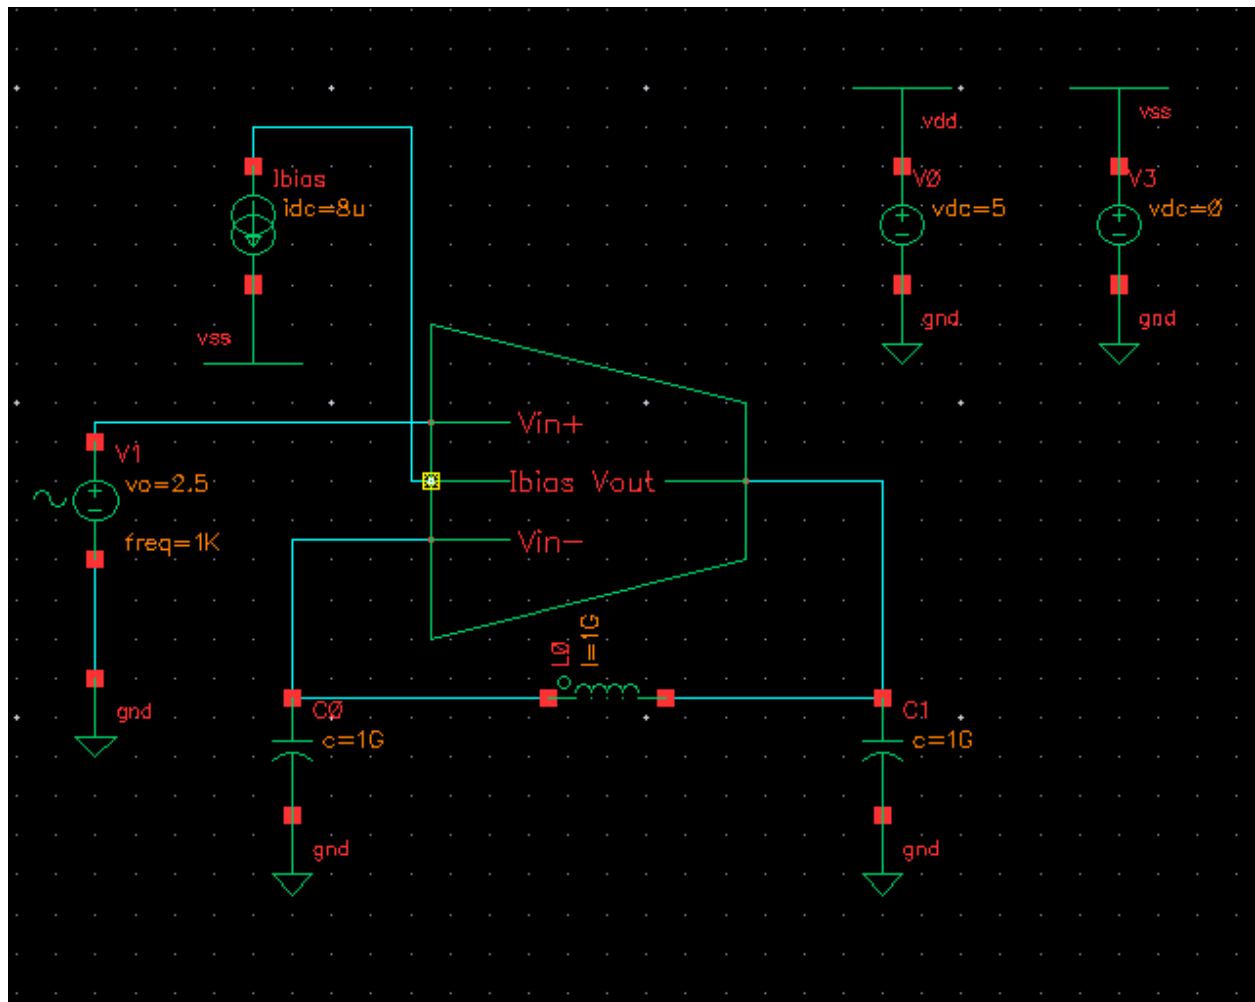 vdd
vss
Ibias
idc=8u
V0
vdc=5
V3
vdc=0
gnd
gnd
vss
Vin+
V1
vo=2.5
freq=1K
Ibias Vout
Vin-
L0
l=1G
gnd
C0
c=1G
C1
c=1G
gnd
gnd